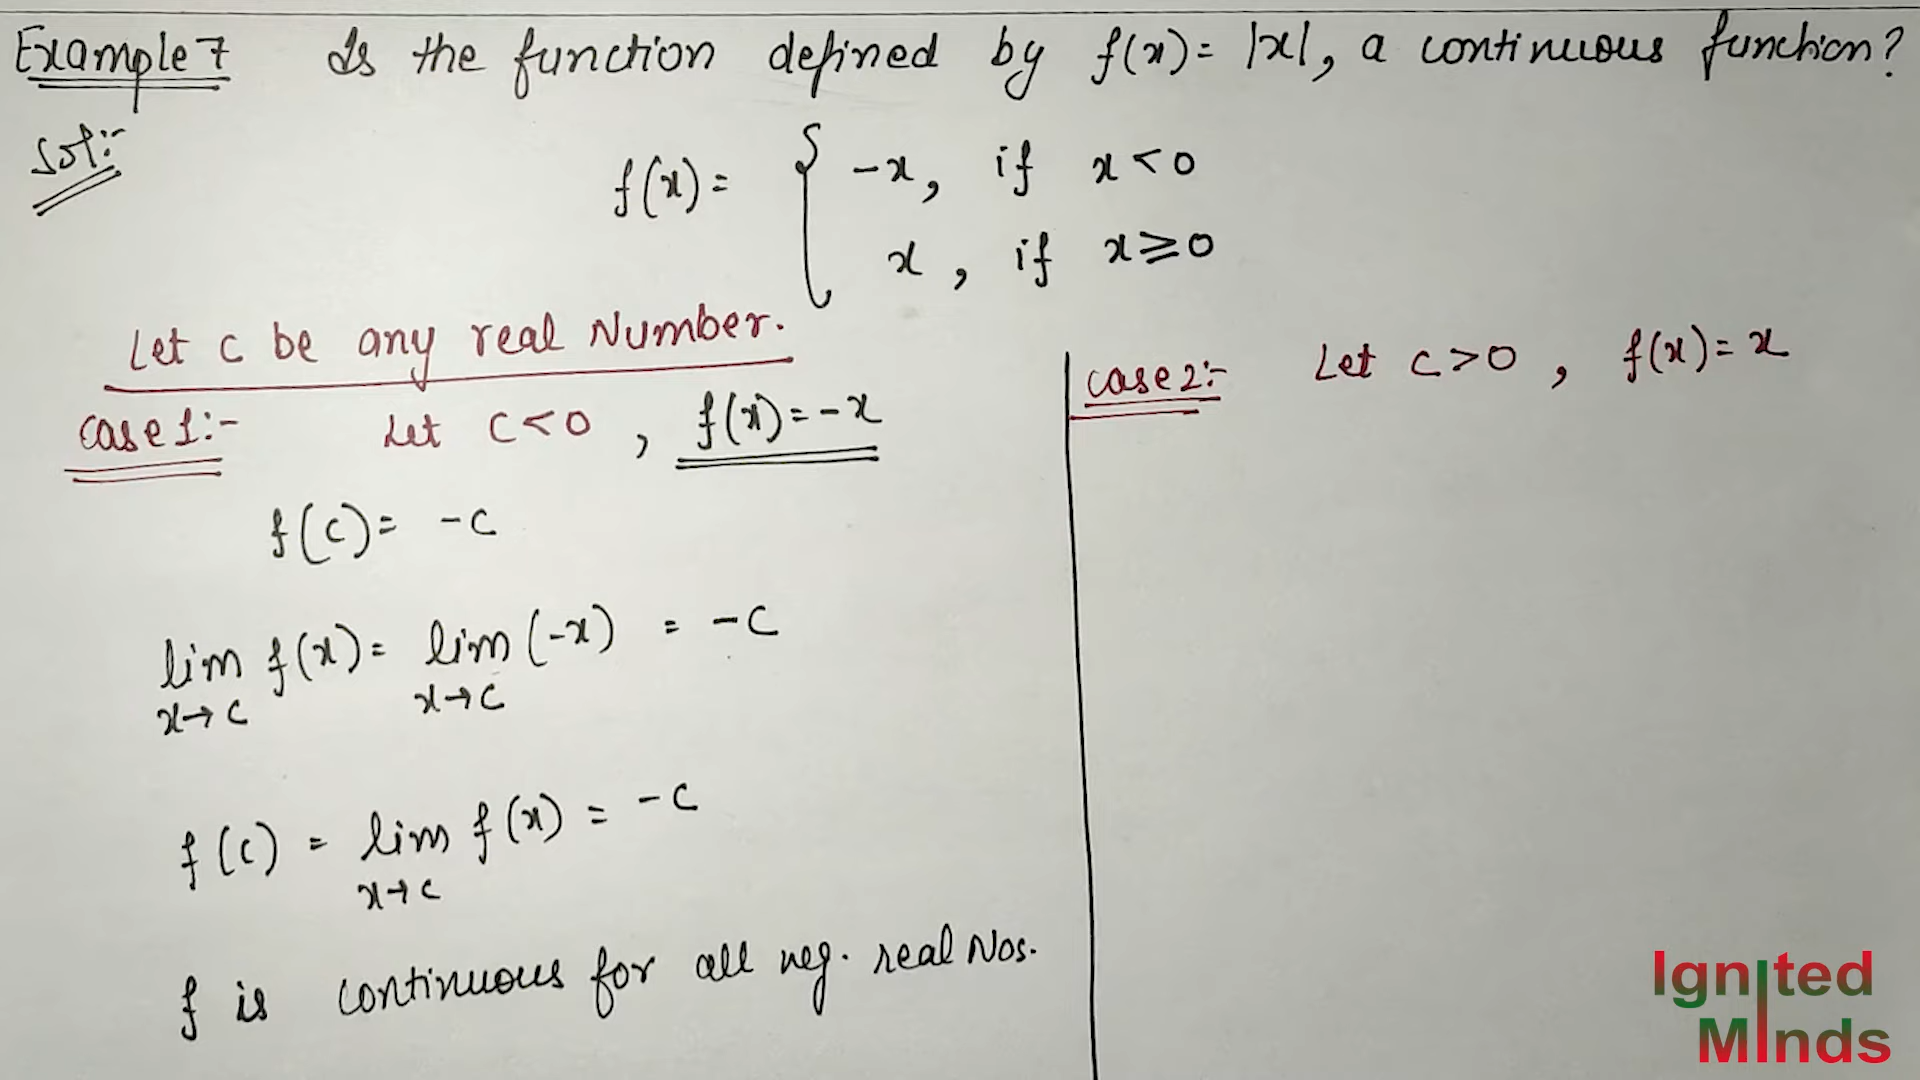 Example 7 Is the function defined by f(x) = |x|, a continuous function?
Sol:-
f(x) = { -x, if x < 0
x, if x ≥ 0
Let c be any real Number.
case 1:- Let c < 0, f(x) = -x
f(c) = -c
lim f(x) = lim (-x) = -c
x→c x→c
f(c) = lim f(x) = -c
x→c
f is continuous for all neg. real Nos.
case 2:- Let c > 0, f(x) = x
Ignited
Minds